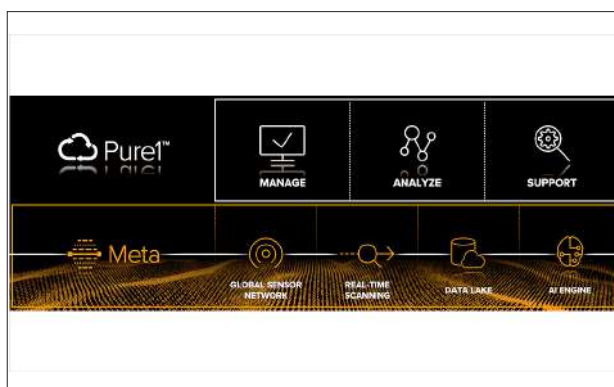 Pure1™
MANAGE
ANALYZE
SUPPORT
Meta
GLOBAL SENSOR
NETWORK
REAL-TIME
SCANNING
DATA LAKE
AI ENGINE